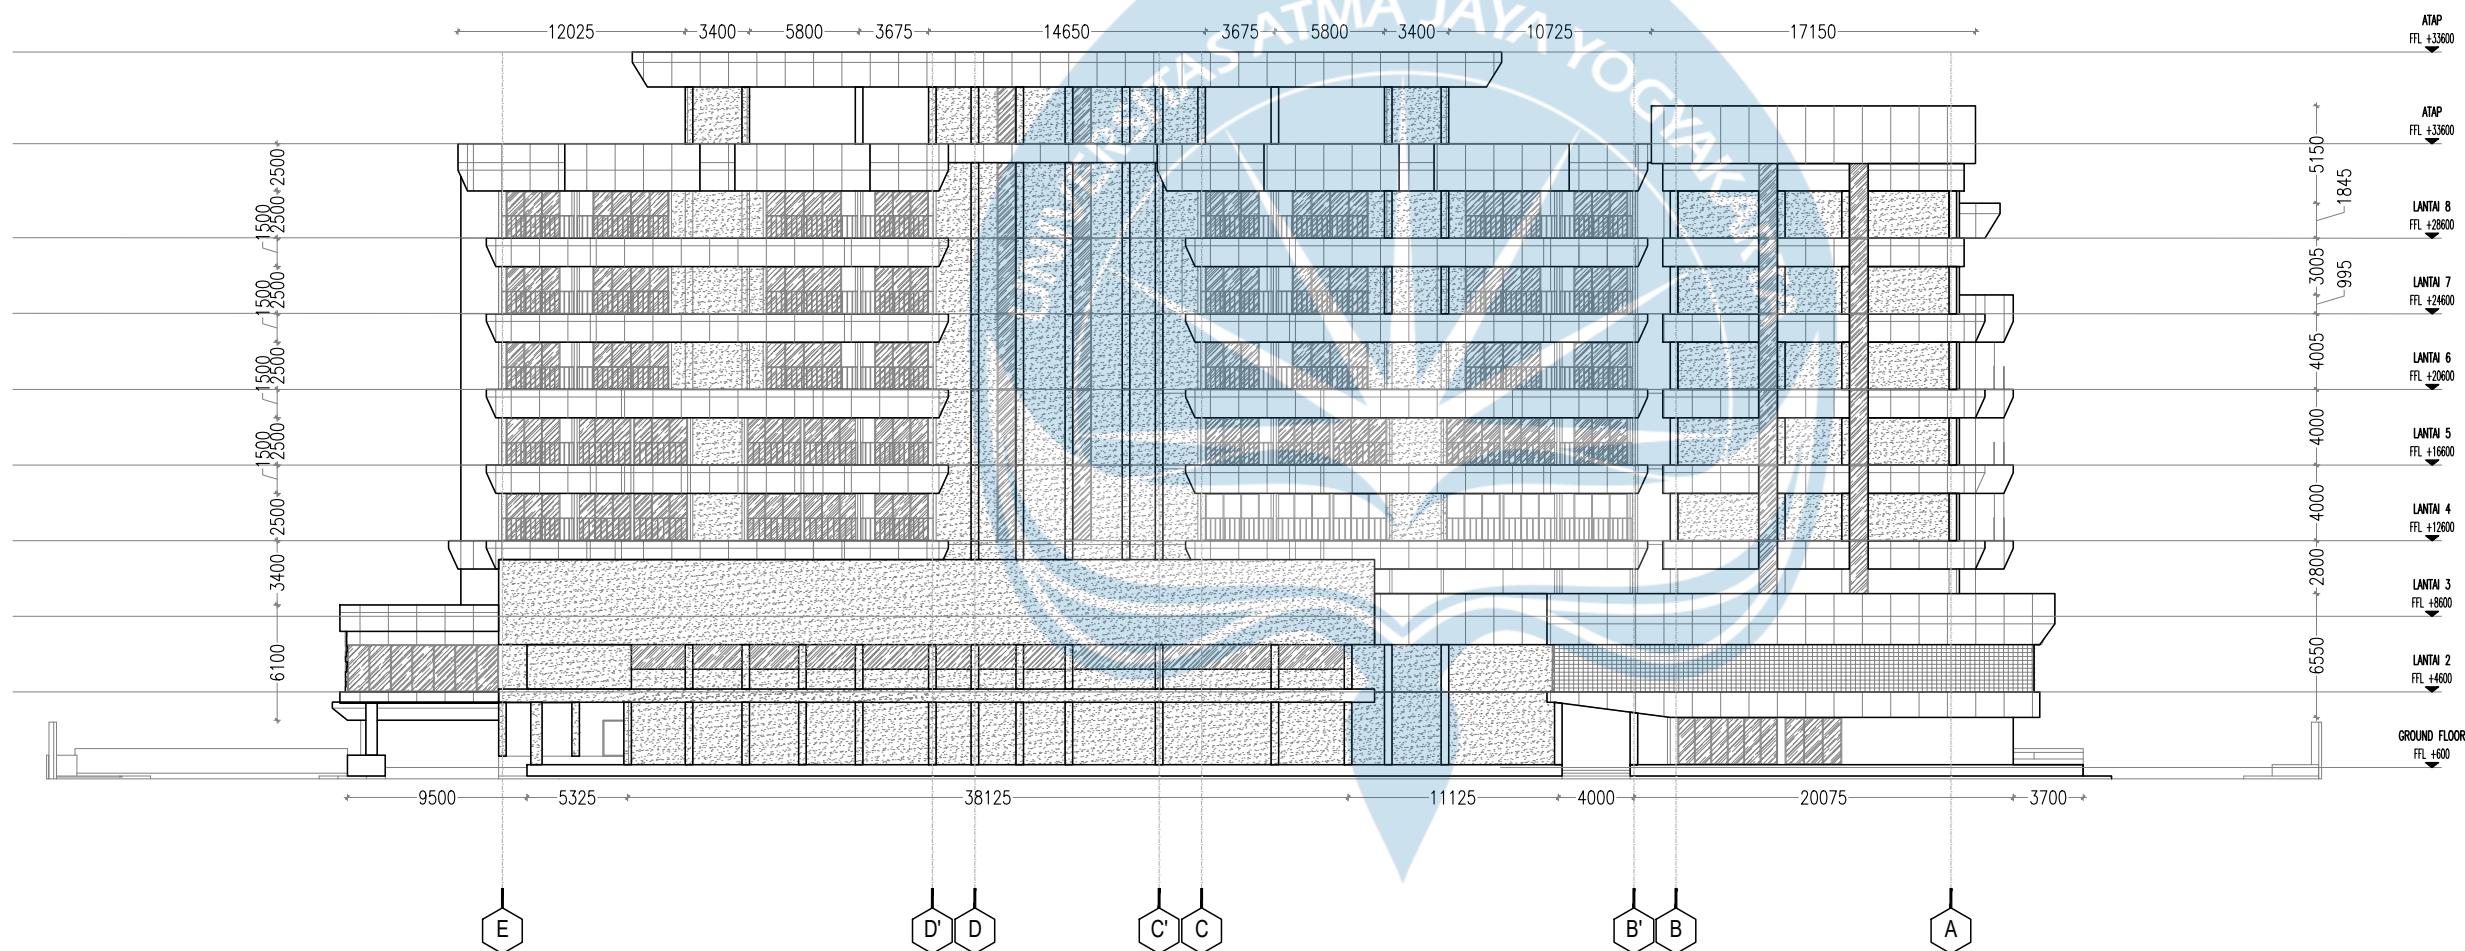 12025 3400 5800 3675 14650 3675 5800 3400 10725 17150
UNIVERSITAS ATMA JAYA YOGYAKARTA
ATAP
FFL +33600
ATAP
FFL +33600
LANTAI 8
FFL +28600
LANTAI 7
FFL +24600
LANTAI 6
FFL +20600
LANTAI 5
FFL +16600
LANTAI 4
FFL +12600
LANTAI 3
FFL +8600
LANTAI 2
FFL +4600
GROUND FLOOR
FFL +600
2500
1500
2500
1500
2500
1500
2500
1500
2500
2500
3400
6100
5150
1845
3005
995
4005
4000
4000
2800
6550
9500 5325 38125 11125 4000 20075 3700
E D' D C' C B' B A